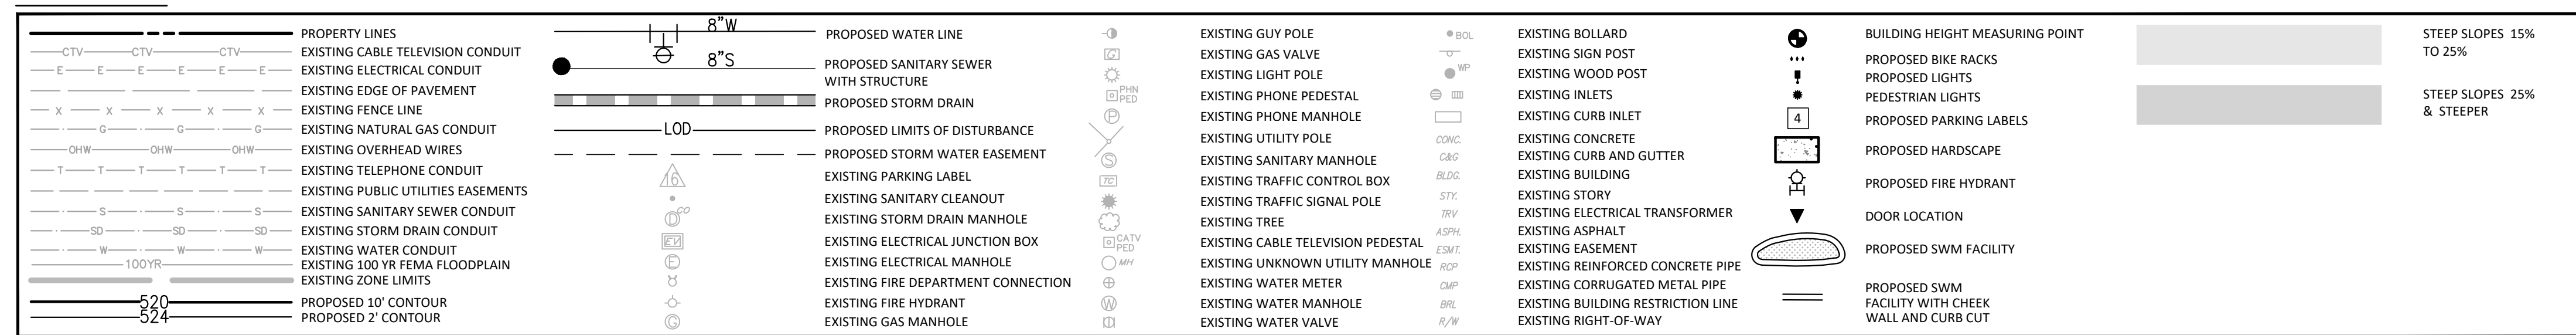 PROPERTY LINES
CTV CTV CTV EXISTING CABLE TELEVISION CONDUIT
E E E E E E EXISTING ELECTRICAL CONDUIT
EXISTING EDGE OF PAVEMENT
X X X X X EXISTING FENCE LINE
G G G EXISTING NATURAL GAS CONDUIT
OHW OHW OHW EXISTING OVERHEAD WIRES
T T T T T T EXISTING TELEPHONE CONDUIT
EXISTING PUBLIC UTILITIES EASEMENTS
S S S EXISTING SANITARY SEWER CONDUIT
SD SD SD EXISTING STORM DRAIN CONDUIT
W W W EXISTING WATER CONDUIT
100YR EXISTING 100 YR FEMA FLOODPLAIN
EXISTING ZONE LIMITS
520 PROPOSED 10' CONTOUR
524 PROPOSED 2' CONTOUR
8"W PROPOSED WATER LINE
8"S PROPOSED SANITARY SEWER
WITH STRUCTURE
PROPOSED STORM DRAIN
LOD PROPOSED LIMITS OF DISTURBANCE
PROPOSED STORM WATER EASEMENT
16 EXISTING PARKING LABEL
EXISTING SANITARY CLEANOUT
D CO EXISTING STORM DRAIN MANHOLE
EV EXISTING ELECTRICAL JUNCTION BOX
E EXISTING ELECTRICAL MANHOLE
EXISTING FIRE DEPARTMENT CONNECTION
EXISTING FIRE HYDRANT
G EXISTING GAS MANHOLE
EXISTING GUY POLE
G EXISTING GAS VALVE
EXISTING LIGHT POLE
PHN
PED EXISTING PHONE PEDESTAL
P EXISTING PHONE MANHOLE
EXISTING UTILITY POLE
S EXISTING SANITARY MANHOLE
TC EXISTING TRAFFIC CONTROL BOX
EXISTING TRAFFIC SIGNAL POLE
EXISTING TREE
CATV
PED EXISTING CABLE TELEVISION PEDESTAL
MH EXISTING UNKNOWN UTILITY MANHOLE
EXISTING WATER METER
W EXISTING WATER MANHOLE
EXISTING WATER VALVE
BOL EXISTING BOLLARD
EXISTING SIGN POST
WP EXISTING WOOD POST
EXISTING INLETS
EXISTING CURB INLET
CONC. EXISTING CONCRETE
C&G EXISTING CURB AND GUTTER
BLDG. EXISTING BUILDING
STY. EXISTING STORY
TRV EXISTING ELECTRICAL TRANSFORMER
ASPH. EXISTING ASPHALT
ESMT. EXISTING EASEMENT
RCP EXISTING REINFORCED CONCRETE PIPE
CMP EXISTING CORRUGATED METAL PIPE
BRL EXISTING BUILDING RESTRICTION LINE
R/W EXISTING RIGHT-OF-WAY
BUILDING HEIGHT MEASURING POINT
PROPOSED BIKE RACKS
PROPOSED LIGHTS
PEDESTRIAN LIGHTS
4 PROPOSED PARKING LABELS
PROPOSED HARDSCAPE
PROPOSED FIRE HYDRANT
DOOR LOCATION
PROPOSED SWM FACILITY
PROPOSED SWM
FACILITY WITH CHEEK
WALL AND CURB CUT
STEEP SLOPES 15%
TO 25%
STEEP SLOPES 25%
& STEEPER